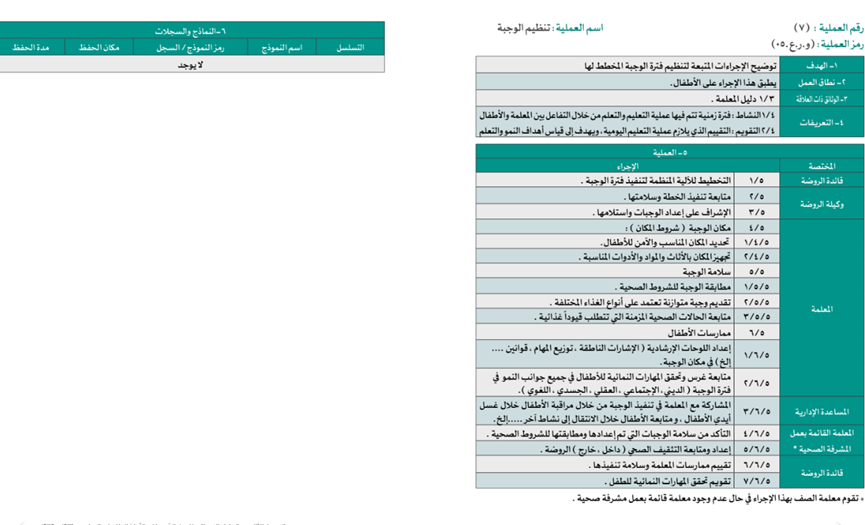 رقم العملية : (٧)
اسم العملية : تنظيم الوجبة
رمز العملية : (و.ر.ع.٠٥)
١- الهدف
توضيح الإجراءات المتبعة لتنظيم فترة الوجبة المخطط لها
٢- نطاق العمل
يطبق هذا الإجراء على الأطفال.
٣- الوثائق ذات العلاقة
١/٣ دليل المعلمة .
٤- التعريفات
١/٤ النشاط : فترة زمنية تتم فيها عملية التعليم والتعلم من خلال التفاعل بين المعلمة والأطفال
٢/٤ التقويم : التقييم الذي يلازم عملية التعليم اليومية ، ويهدف إلى قياس أهداف النمو والتعلم
٥- العملية
المختصة
الإجراء
قائدة الروضة
١/٥ التخطيط للآلية المنظمة لتنفيذ فترة الوجبة .
وكيلة الروضة
٢/٥ متابعة تنفيذ الخطة وسلامتها .
٣/٥ الإشراف على إعداد الوجبات واستلامها .
المعلمة
٤/٥ مكان الوجبة ( شروط المكان ) :
١/٤/٥ تحديد المكان المناسب والآمن للأطفال.
٢/٤/٥ تجهيز المكان بالأثاث والمواد والأدوات المناسبة .
٥/٥ سلامة الوجبة
١/٥/٥ مطابقة الوجبة للشروط الصحية .
٢/٥/٥ تقديم وجبة متوازنة تعتمد على أنواع الغذاء المختلفة .
٣/٥/٥ متابعة الحالات الصحية المزمنة التي تتطلب قيوداً غذائية .
٦/٥ ممارسات الأطفال
١/٦/٥ إعداد اللوحات الإرشادية ( الإشارات الناطقة ، توزيع المهام ، قوانين ....
إلخ) في مكان الوجبة.
٢/٦/٥ متابعة غرس وتحقق المهارات النمائية للأطفال في جميع جوانب النمو في
فترة الوجبة ( الديني ، الإجتماعي ، العقلي ، الجسدي ، اللغوي ).
المساعدة الإدارية
٣/٦/٥ المشاركة مع المعلمة في تنفيذ الوجبة من خلال مراقبة الأطفال خلال غسل
أيدي الأطفال ، و متابعة الأطفال خلال الانتقال إلى نشاط آخر .....إلخ.
المعلمة القائمة بعمل
المشرفة الصحية *
٤/٦/٥ التأكد من سلامة الوجبات التي تم إعدادها ومطابقتها للشروط الصحية .
٥/٦/٥ إعداد ومتابعة التثقيف الصحي ( داخل ، خارج ) الروضة .
قائدة الروضة
٦/٦/٥ تقييم ممارسات المعلمة وسلامة تنفيذها .
٧/٦/٥ تقويم تحقق المهارات النمائية للطفل .
* تقوم معلمة الصف بهذا الإجراء في حال عدم وجود معلمة قائمة بعمل مشرفة صحية .
٦- النماذج والسجلات
التسلسل
اسم النموذج
رمز النموذج / السجل
مكان الحفظ
مدة الحفظ
لا يوجد